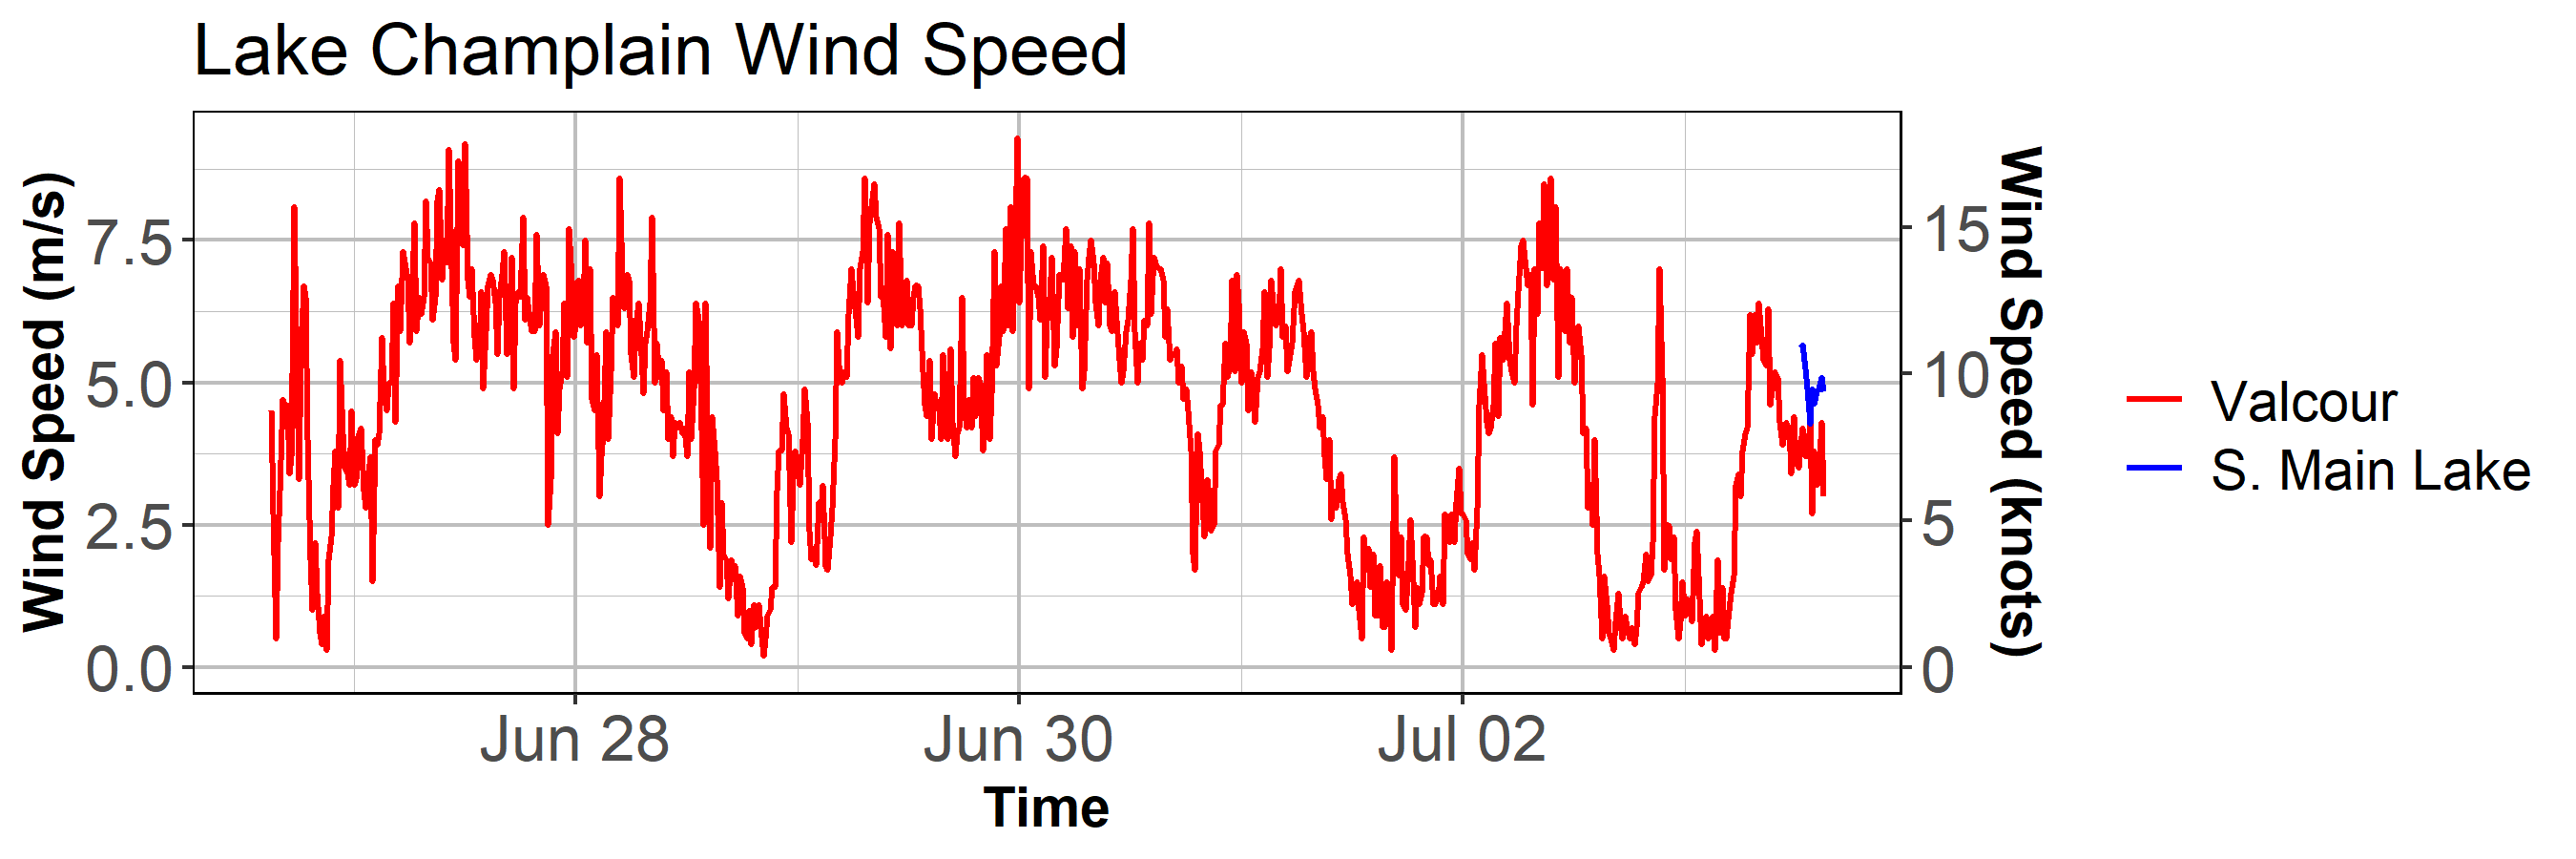 Lake Champlain Wind Speed
Wind Speed (m/s)
7.5
5.0
2.5
0.0
15
10
5
0
Wind Speed (knots)
Jun 28
Jun 30
Jul 02
Time
Valcour
S. Main Lake